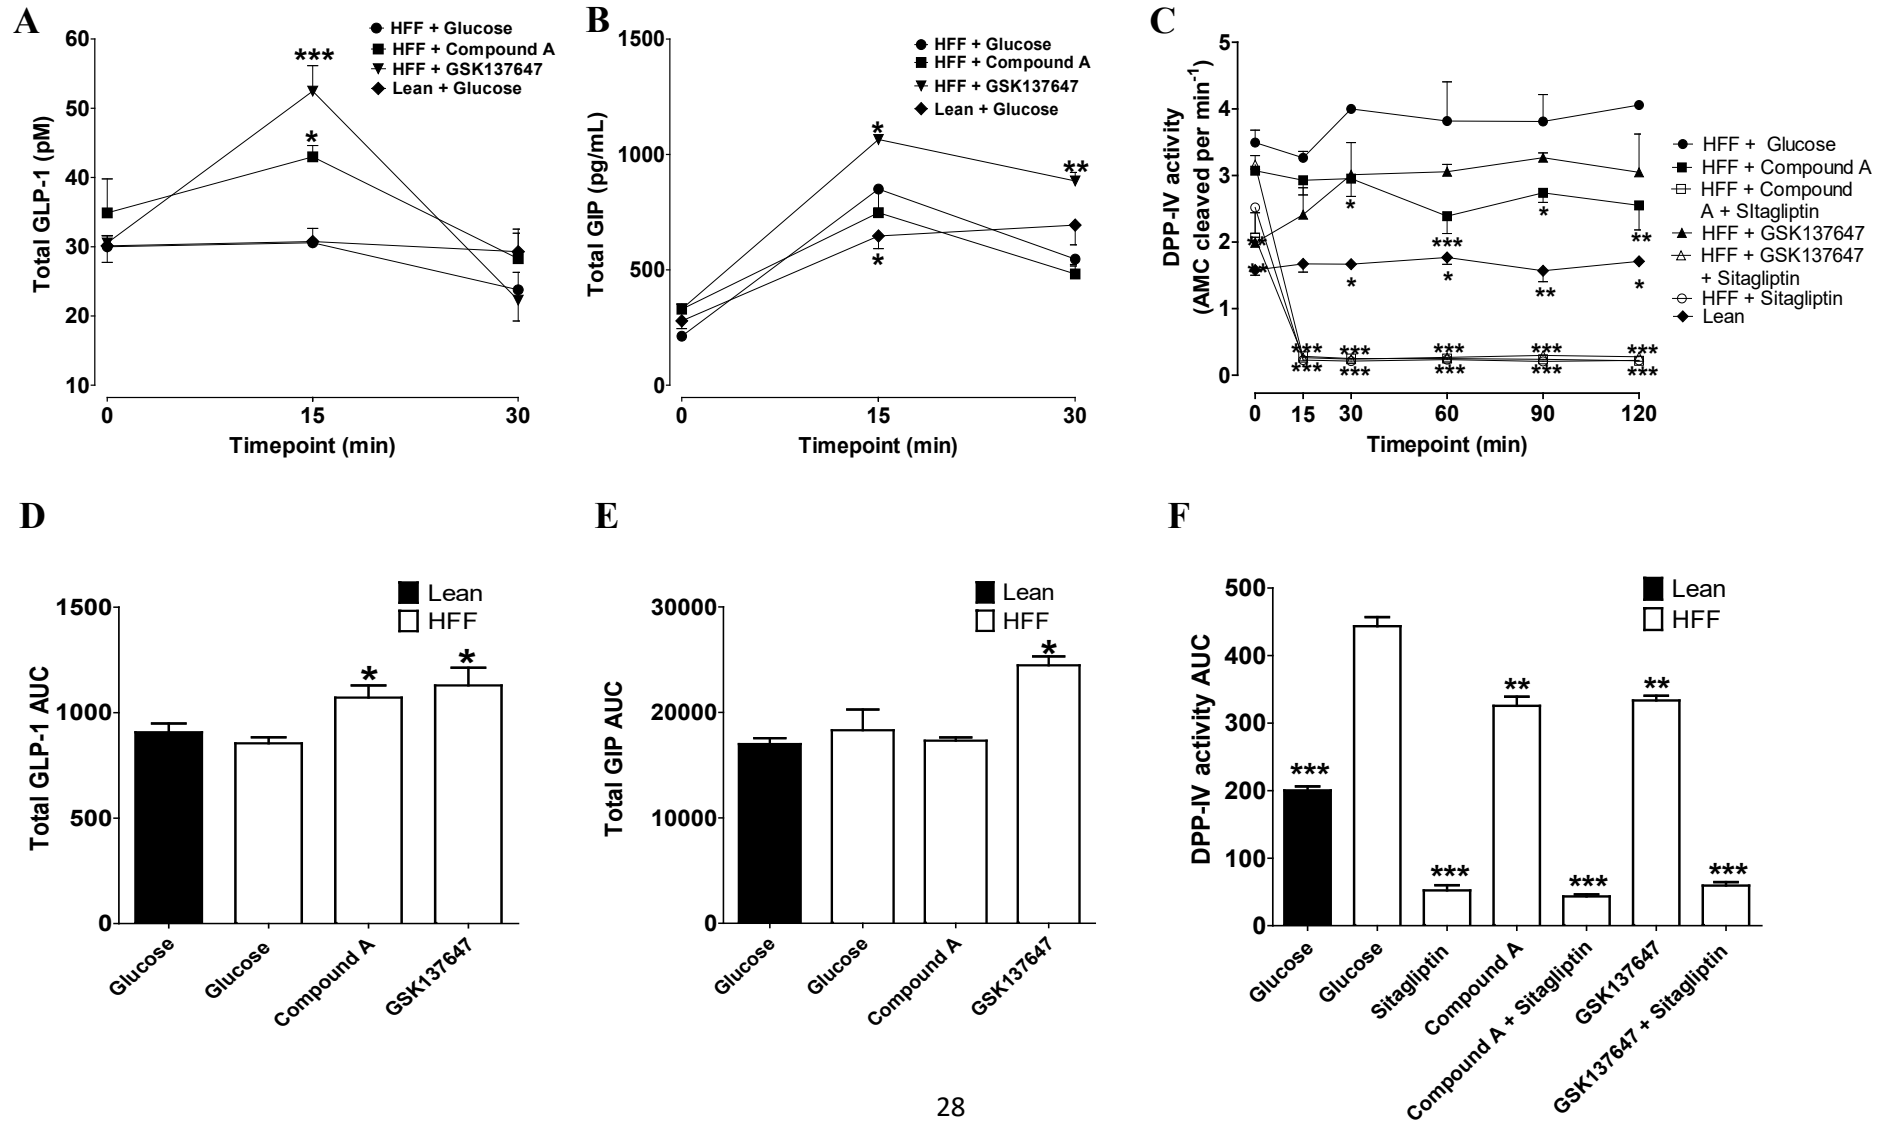 A
HFF + Glucose
HFF + Compound A
HFF + GSK137647
Lean + Glucose
60
50
40
30
20
10
Total GLP-1 (pM)
***
*
0 15 30
Timepoint (min)
B
HFF + Glucose
HFF + Compound A
HFF + GSK137647
Lean + Glucose
1500
1000
500
0
Total GIP (pg/mL)
*
**
*
0 15 30
Timepoint (min)
C
5
4
3
2
1
0
DPP-IV activity
(AMC cleaved per min-1)
HFF + Glucose
HFF + Compound A
HFF + Compound
A + SItagliptin
HFF + GSK137647
HFF + GSK137647
+ Sitagliptin
HFF + Sitagliptin
Lean
* *
** *** **
** * * ** *
*** *** *** *** ***
*** *** *** *** ***
0 15 30 60 90 120
Timepoint (min)
D
Lean
HFF
1500
1000
500
0
Total GLP-1 AUC
* *
Glucose
Glucose
Compound A
GSK137647
E
Lean
HFF
30000
20000
10000
0
Total GIP AUC
*
Glucose
Glucose
Compound A
GSK137647
F
Lean
HFF
500
400
300
200
100
0
DPP-IV activity AUC
*** *** ** *** ** ***
Glucose
Glucose
Sitagliptin
Compound A
Compound A + Sitagliptin
GSK137647
GSK137647 + Sitagliptin
28